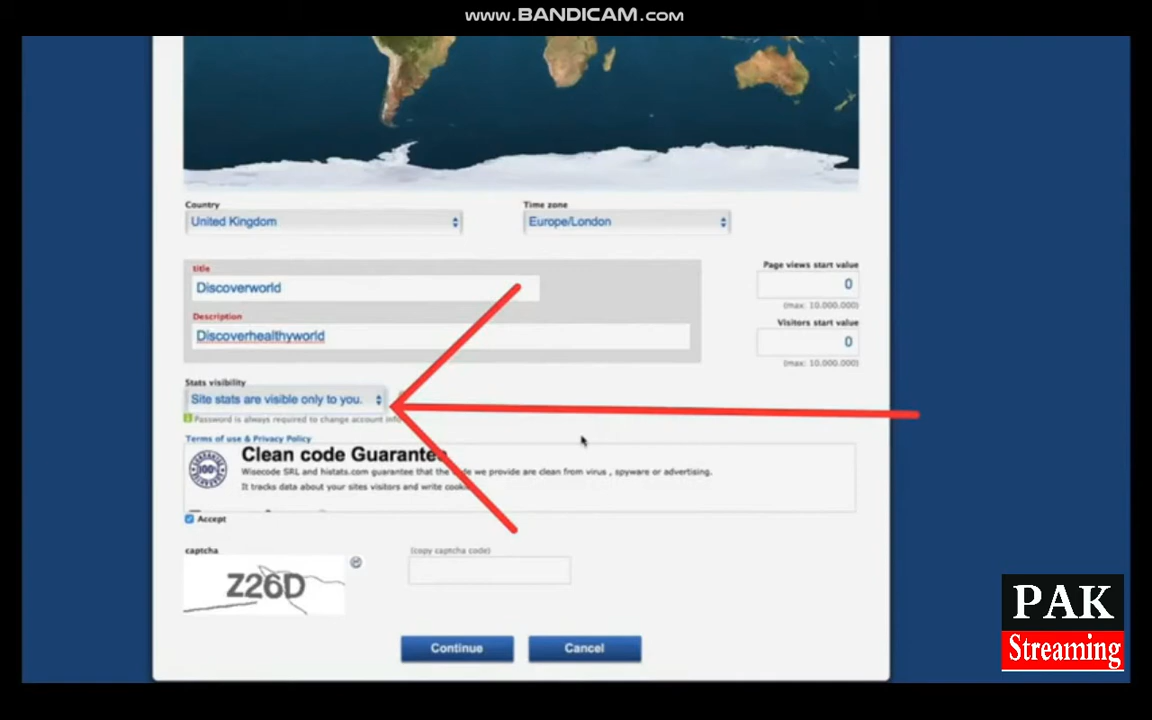 www.BANDICAM.com
Country
Time zone
United Kingdom
Europe/London
title
Page views start value
Discoverworld
0
(max: 10.000.000)
Description
Visitors start value
Discoverhealthyworld
0
(max: 10.000.000)
Stats visibility
Site stats are visible only to you.
Password is always required to change account info
Terms of use & Privacy Policy
Clean code Guarantee
Wisecode SRL and histats.com guarantee that the code we provide are clean from virus , spyware or advertising.
It tracks data about your sites visitors and write cookie
100%
Accept
captcha
(copy captcha code)
Z26D
Continue
Cancel
PAK
Streaming